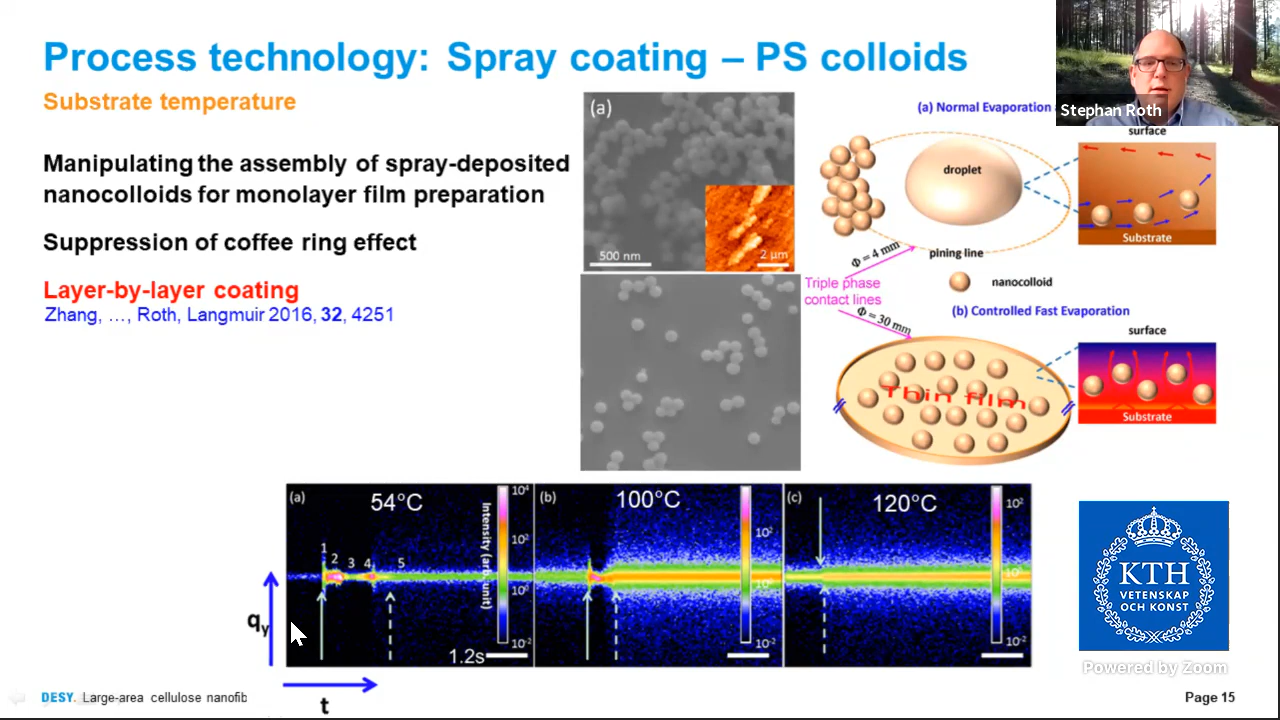 Process technology: Spray coating – PS colloids
Stephan Roth
Substrate temperature
Manipulating the assembly of spray-deposited
nanocolloids for monolayer film preparation
Suppression of coffee ring effect
Layer-by-layer coating
Zhang, …, Roth, Langmuir 2016, 32, 4251
(a)
500 nm
2 µm
(a) Normal Evaporation
surface
droplet
Substrate
Φ = 4 mm
pining line
nanocolloid
Triple phase
contact lines
Φ = 30 mm
(b) Controlled Fast Evaporation
surface
Thin film
Substrate
(a)
54°C
1
2
3
4
5
Intensity (arb. unit)
10⁴
10²
10⁰
10⁻²
1.2s
(b)
100°C
10²
10⁰
10⁻²
(c)
120°C
10²
10⁰
10⁻²
qy
t
KTH
VETENSKAP
OCH KONST
Powered by Zoom
DESY. Large-area cellulose nanofib
Page 15